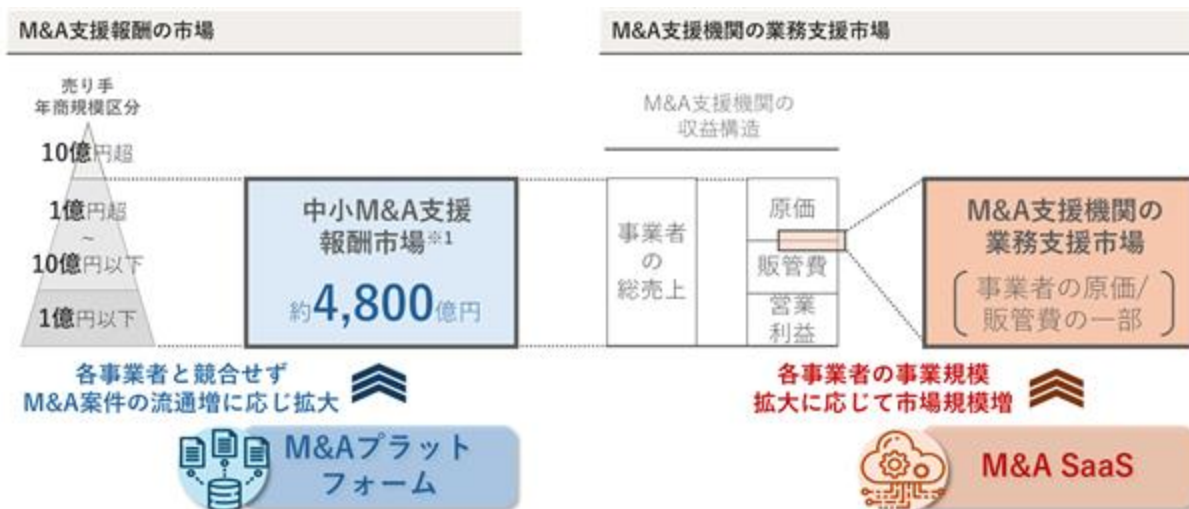 M&A支援報酬の市場
売り手
年商規模区分
10億円超
1億円超
~
10億円以下
1億円以下
中小M&A支援
報酬市場※1
約4,800億円
各事業者と競合せず
M&A案件の流通増に応じ拡大
M&Aプラット
フォーム
M&A支援機関の業務支援市場
M&A支援機関の
収益構造
事業者
の
総売上
原価
販管費
営業
利益
M&A支援機関の
業務支援市場
事業者の原価/
販管費の一部
各事業者の事業規模
拡大に応じて市場規模増
M&A SaaS